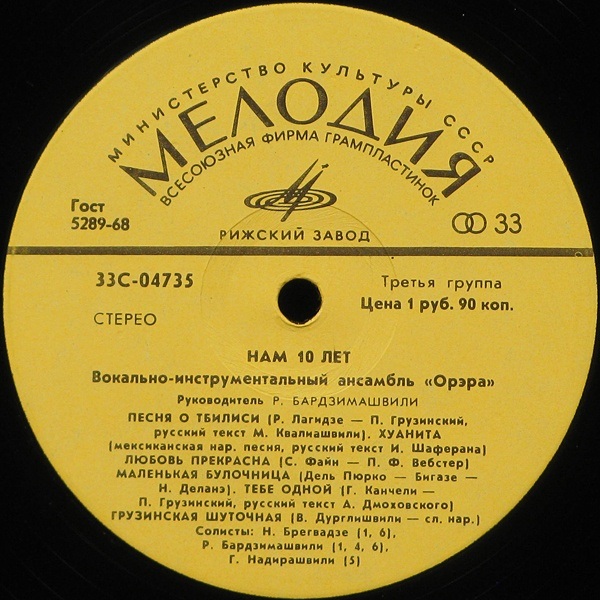 МИНИСТЕРСТВО КУЛЬТУРЫ СССР
МЕЛОДИЯ
ВСЕСОЮЗНАЯ ФИРМА ГРАМПЛАСТИНОК
Гост
5289-68
33
РИЖСКИЙ ЗАВОД
33С-04735
Третья группа
Цена 1 руб. 90 коп.
СТЕРЕО
НАМ 10 ЛЕТ
Вокально-инструментальный ансамбль «Орэра»
Руководитель Р. БАРДЗИМАШВИЛИ
ПЕСНЯ О ТБИЛИСИ (Р. Лагидзе — П. Грузинский,
русский текст М. Квалиашвили). ХУАНИТА
(мексиканская нар. песня, русский текст И. Шаферана)
ЛЮБОВЬ ПРЕКРАСНА (С. Файн — П. Ф. Вебстер)
МАЛЕНЬКАЯ БУЛОЧНИЦА (Дель Пюрко — Бигазе —
Н. Деланэ). ТЕБЕ ОДНОЙ (Г. Канчели —
П. Грузинский, русский текст А. Дмоховского)
ГРУЗИНСКАЯ ШУТОЧНАЯ (В. Дурглишвили — сл. нар.)
Солисты: Н. Брегвадзе (1, 6),
Р. Бардзимашвили (1, 4, 6),
Г. Надирашвили (5)